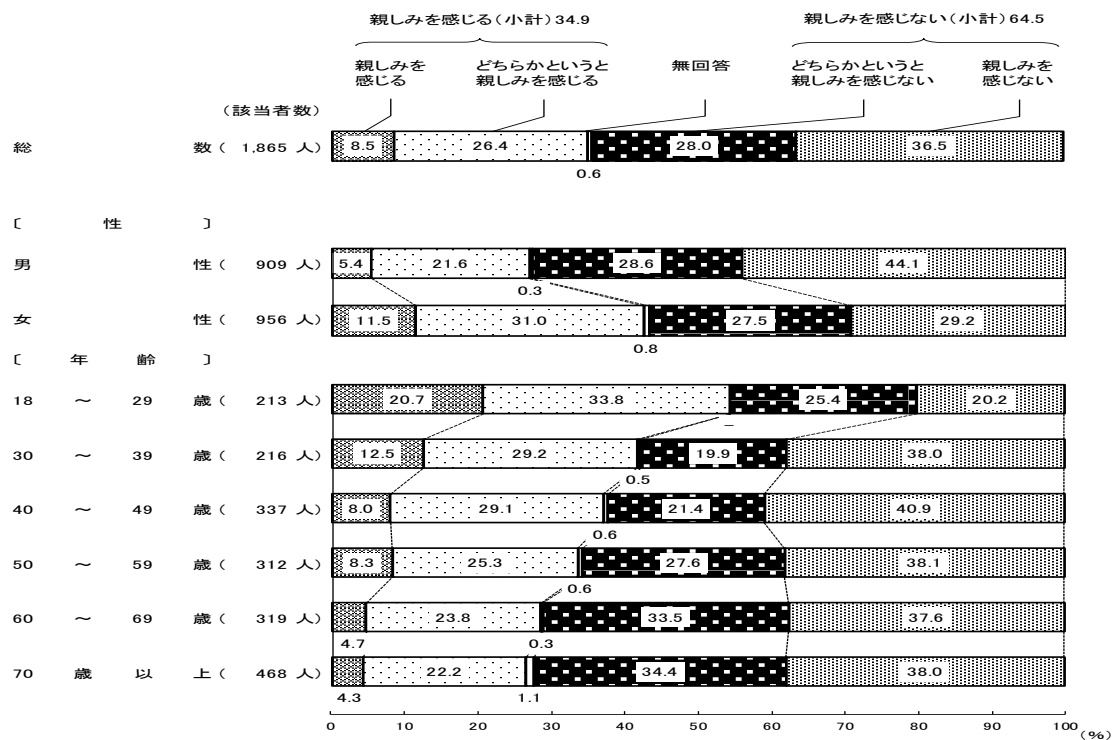 親しみを感じる(小計)34.9 親しみを感じない(小計)64.5
親しみを どちらかというと 無回答 どちらかというと 親しみを
感じる 親しみを感じる 親しみを感じない 感じない
(該当者数)
総 数( 1,865 人) 8.5 26.4 28.0 36.5
0.6
〔 性 〕
男 性( 909 人) 5.4 21.6 28.6 44.1
0.3
女 性( 956 人) 11.5 31.0 27.5 29.2
0.8
〔 年 齢 〕
18 ～ 29 歳( 213 人) 20.7 33.8 25.4 20.2
－
30 ～ 39 歳( 216 人) 12.5 29.2 19.9 38.0
0.5
40 ～ 49 歳( 337 人) 8.0 29.1 21.4 40.9
0.6
50 ～ 59 歳( 312 人) 8.3 25.3 27.6 38.1
0.6
60 ～ 69 歳( 319 人) 23.8 33.5 37.6
4.7 0.3
70 歳 以 上( 468 人) 22.2 34.4 38.0
4.3 1.1
0 10 20 30 40 50 60 70 80 90 100
(%)